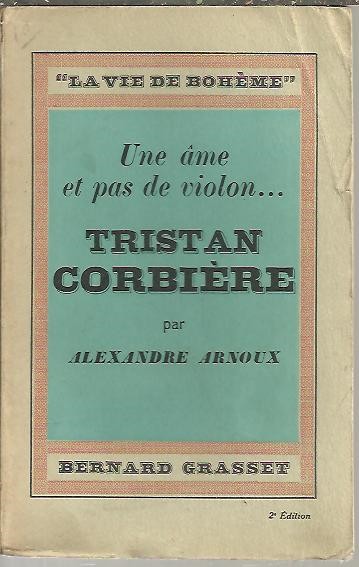 "LA VIE DE BOHÈME"
Une âme
et pas de violon...
TRISTAN
CORBIÈRE
par
ALEXANDRE ARNOUX
BERNARD GRASSET
2e Édition